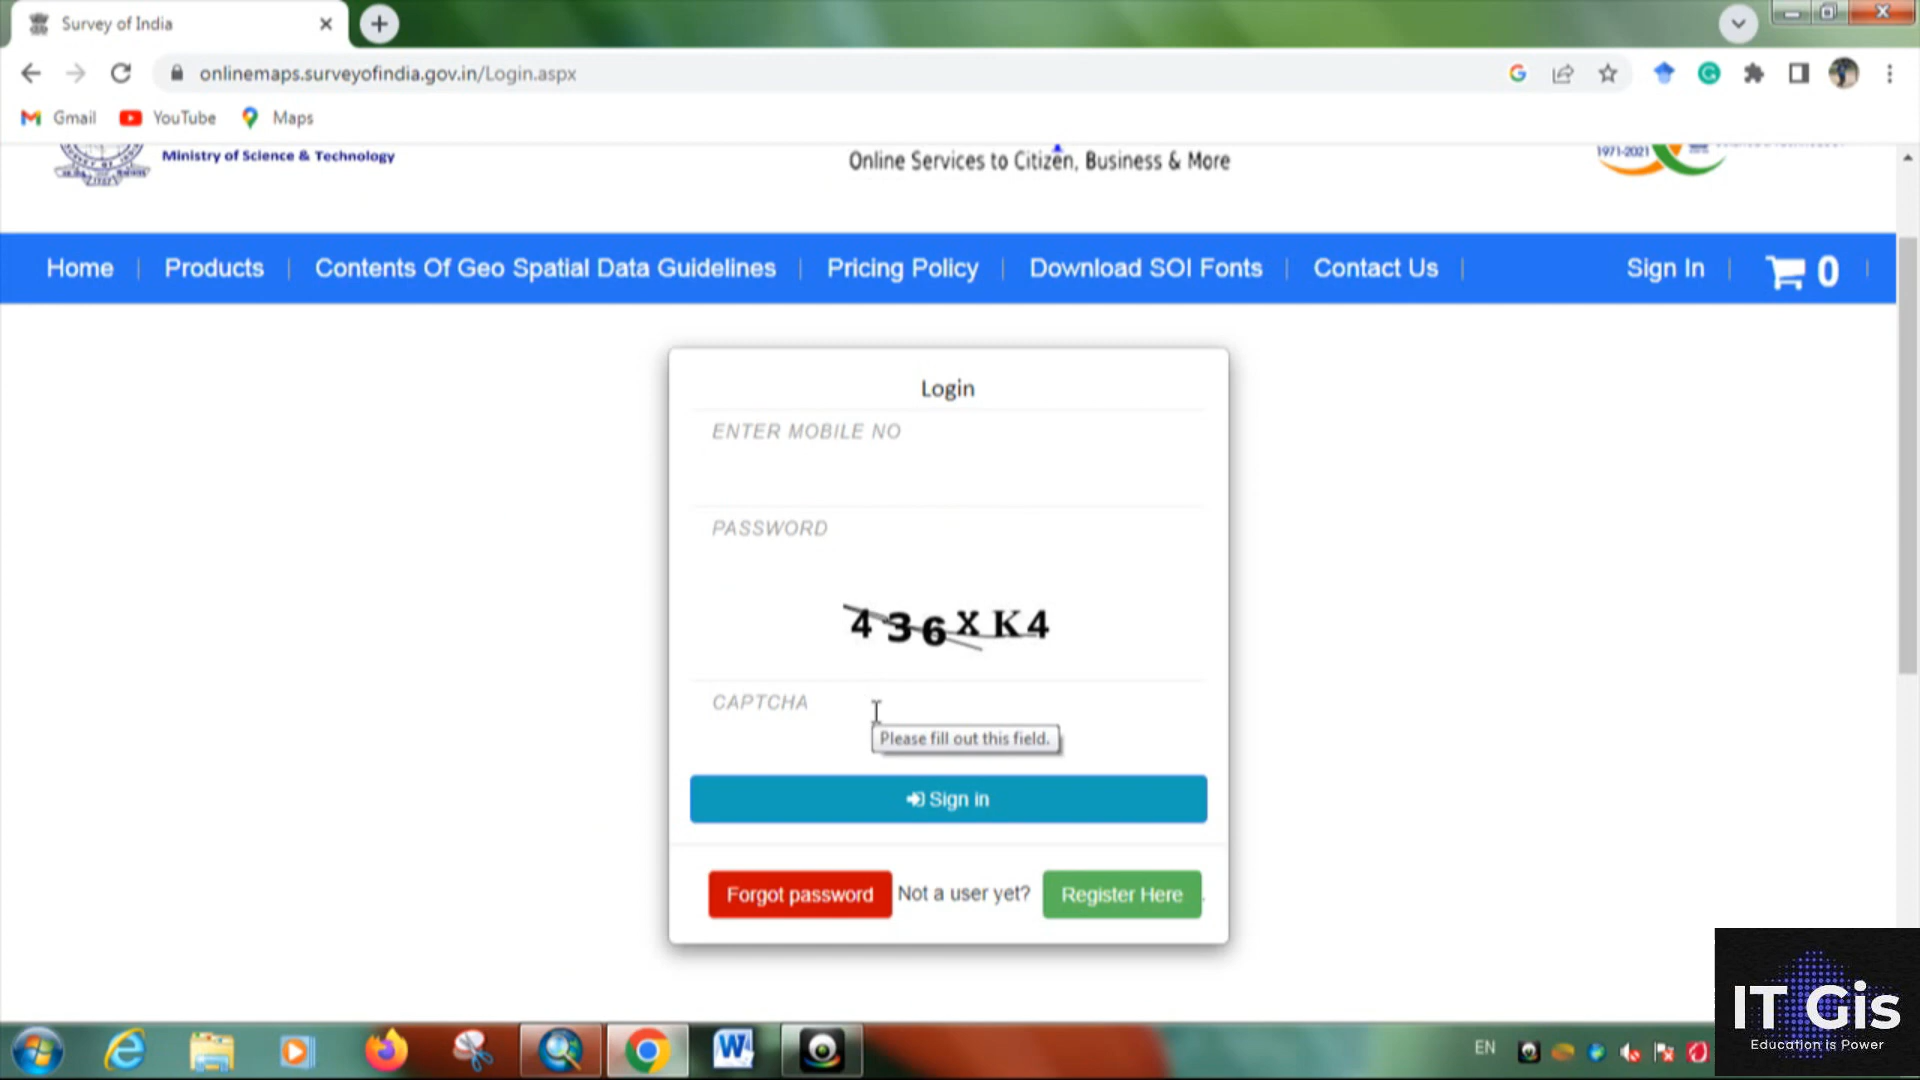 Survey of India
onlinemaps.surveyofindia.gov.in/Login.aspx
Gmail YouTube Maps
Ministry of Science & Technology
Online Services to Citizen, Business & More
1971-2021
Home Products Contents Of Geo Spatial Data Guidelines Pricing Policy Download SOI Fonts Contact Us Sign In 0
Login
ENTER MOBILE NO
PASSWORD
436XK4
CAPTCHA
Please fill out this field.
Sign in
Forgot password Not a user yet? Register Here .
EN
IT Gis
Education is Power